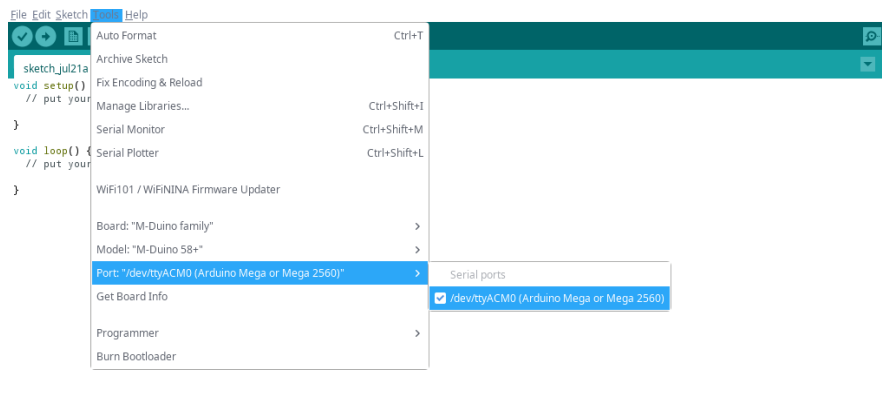 File Edit Sketch Tools Help
sketch_jul21a
void setup()
// put your
}
void loop() {
// put your
}
Auto Format Ctrl+T
Archive Sketch
Fix Encoding & Reload
Manage Libraries... Ctrl+Shift+I
Serial Monitor Ctrl+Shift+M
Serial Plotter Ctrl+Shift+L
WiFi101 / WiFiNINA Firmware Updater
Board: "M-Duino family"
Model: "M-Duino 58+"
Port: "/dev/ttyACM0 (Arduino Mega or Mega 2560)"
Get Board Info
Programmer
Burn Bootloader
Serial ports
/dev/ttyACM0 (Arduino Mega or Mega 2560)